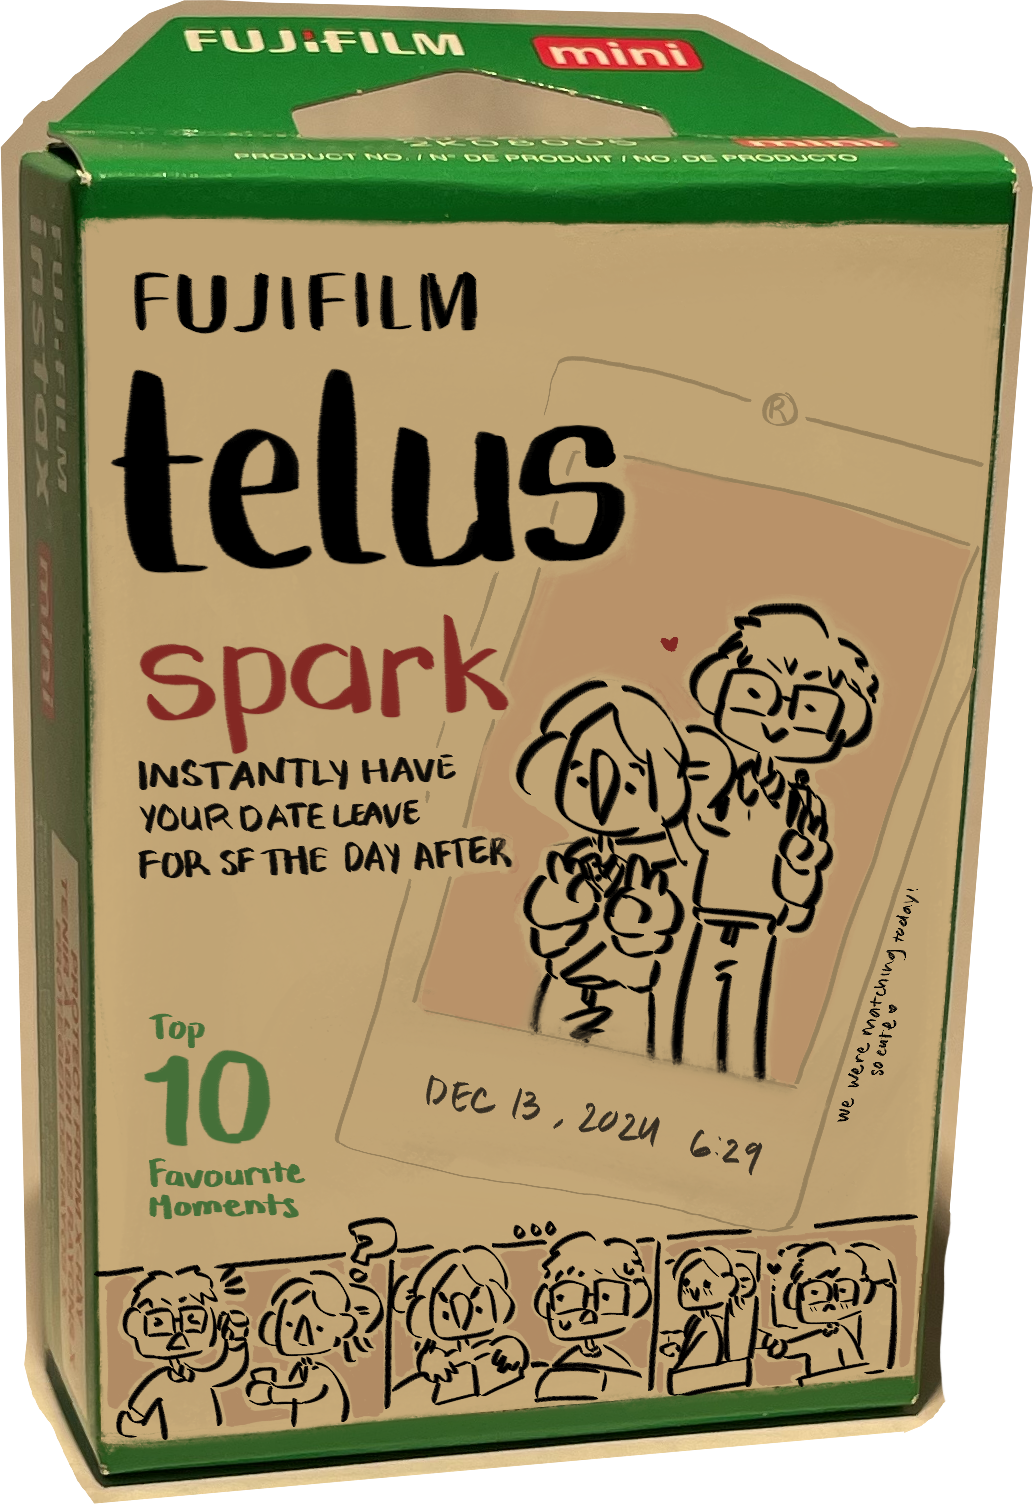 FUJIFILM
mini
PRODUCT NO. / N° DE PRODUIT / NO. DE PRODUCTO
mini
FUJIFILM
instax
mini
FUJIFILM
telus
spark
INSTANTLY HAVE
YOUR DATE LEAVE
FOR SF THE DAY AFTER
®
DEC 13, 2024 6:29
we were matching today!
so cute
Top
10
Favourite
Moments
?